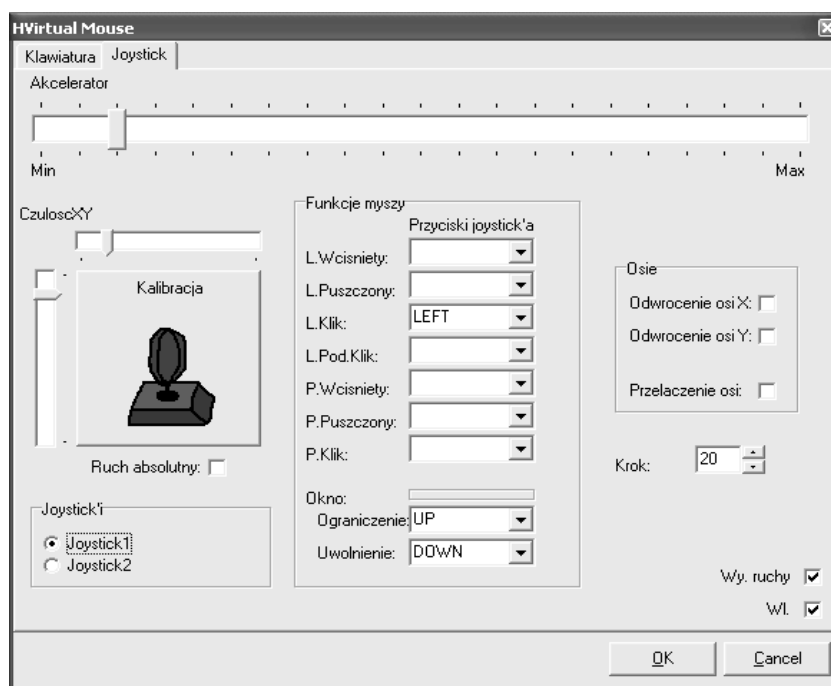 HVirtual Mouse
Klawiatura Joystick
Akcelerator
Min Max
CzuloscXY
Kalibracja
Ruch absolutny:
Joystick'i
Joystick1
Joystick2
Funkcje myszy
Przyciski joystick'a
L.Wcisniety:
L.Puszczony:
L.Klik: LEFT
L.Pod.Klik:
P.Wcisniety:
P.Puszczony:
P.Klik:
Okno:
Ograniczenie: UP
Uwolnienie: DOWN
Osie
Odwrocenie osi X:
Odwrocenie osi Y:
Przelaczenie osi:
Krok: 20
Wy. ruchy
Wl.
OK Cancel